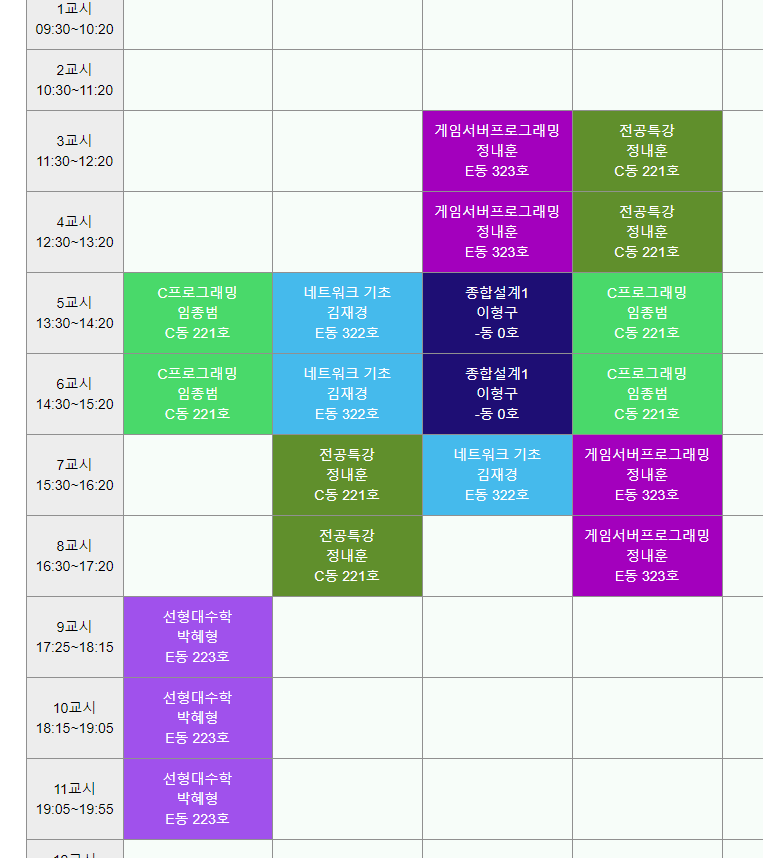 1교시
09:30~10:20
2교시
10:30~11:20
3교시
11:30~12:20
게임서버프로그래밍
정내훈
E동 323호
전공특강
정내훈
C동 221호
4교시
12:30~13:20
게임서버프로그래밍
정내훈
E동 323호
전공특강
정내훈
C동 221호
5교시
13:30~14:20
C프로그래밍
임종범
C동 221호
네트워크 기초
김재경
E동 322호
종합설계1
이형구
-동 0호
C프로그래밍
임종범
C동 221호
6교시
14:30~15:20
C프로그래밍
임종범
C동 221호
네트워크 기초
김재경
E동 322호
종합설계1
이형구
-동 0호
C프로그래밍
임종범
C동 221호
7교시
15:30~16:20
전공특강
정내훈
C동 221호
네트워크 기초
김재경
E동 322호
게임서버프로그래밍
정내훈
E동 323호
8교시
16:30~17:20
전공특강
정내훈
C동 221호
게임서버프로그래밍
정내훈
E동 323호
9교시
17:25~18:15
선형대수학
박혜형
E동 223호
10교시
18:15~19:05
선형대수학
박혜형
E동 223호
11교시
19:05~19:55
선형대수학
박혜형
E동 223호